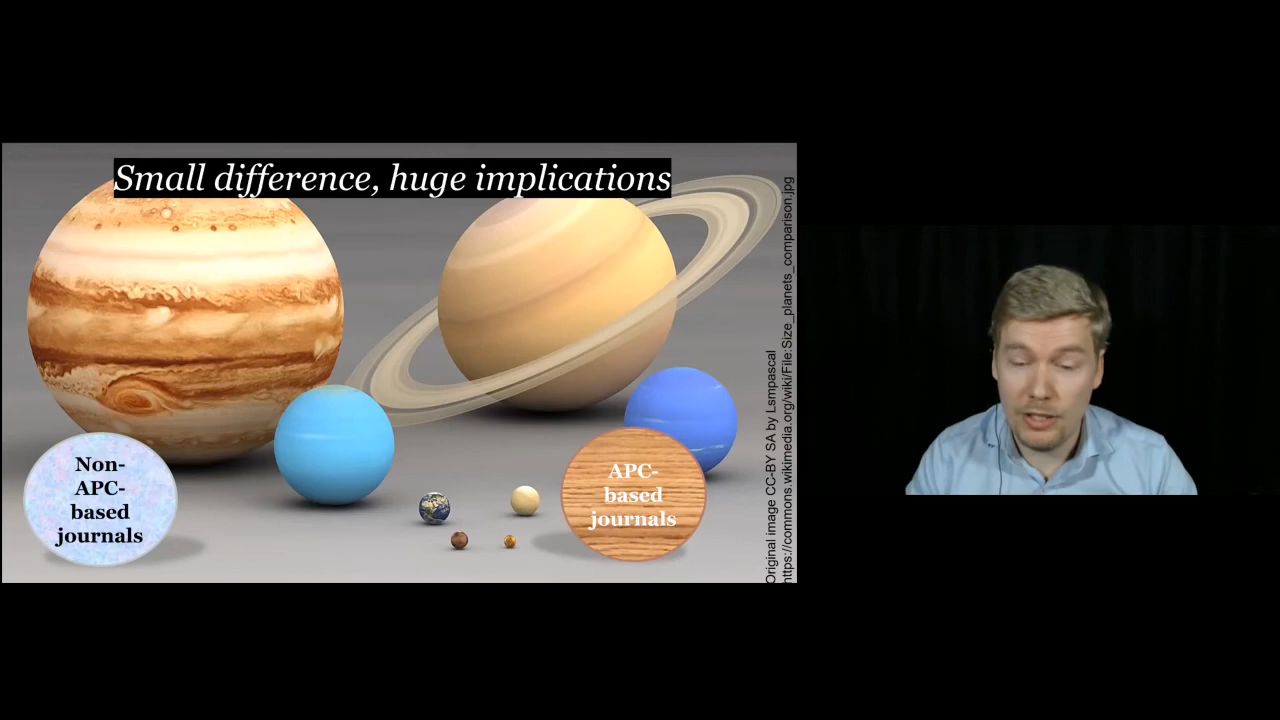 Small difference, huge implications
Non-
APC-
based
journals
APC-
based
journals
Original image CC-BY SA by Lsmpascal
https://commons.wikimedia.org/wiki/File:Size_planets_comparison.jpg